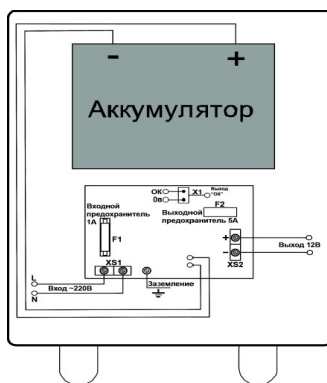 - +
Аккумулятор
ОК X1 Выход "ОК"
0п
Входной предохранитель 1А
F1
Выходной предохранитель 5А
F2
+ Выход 12В
-
XS2
XS1
L
Вход ~220В
N
Заземление